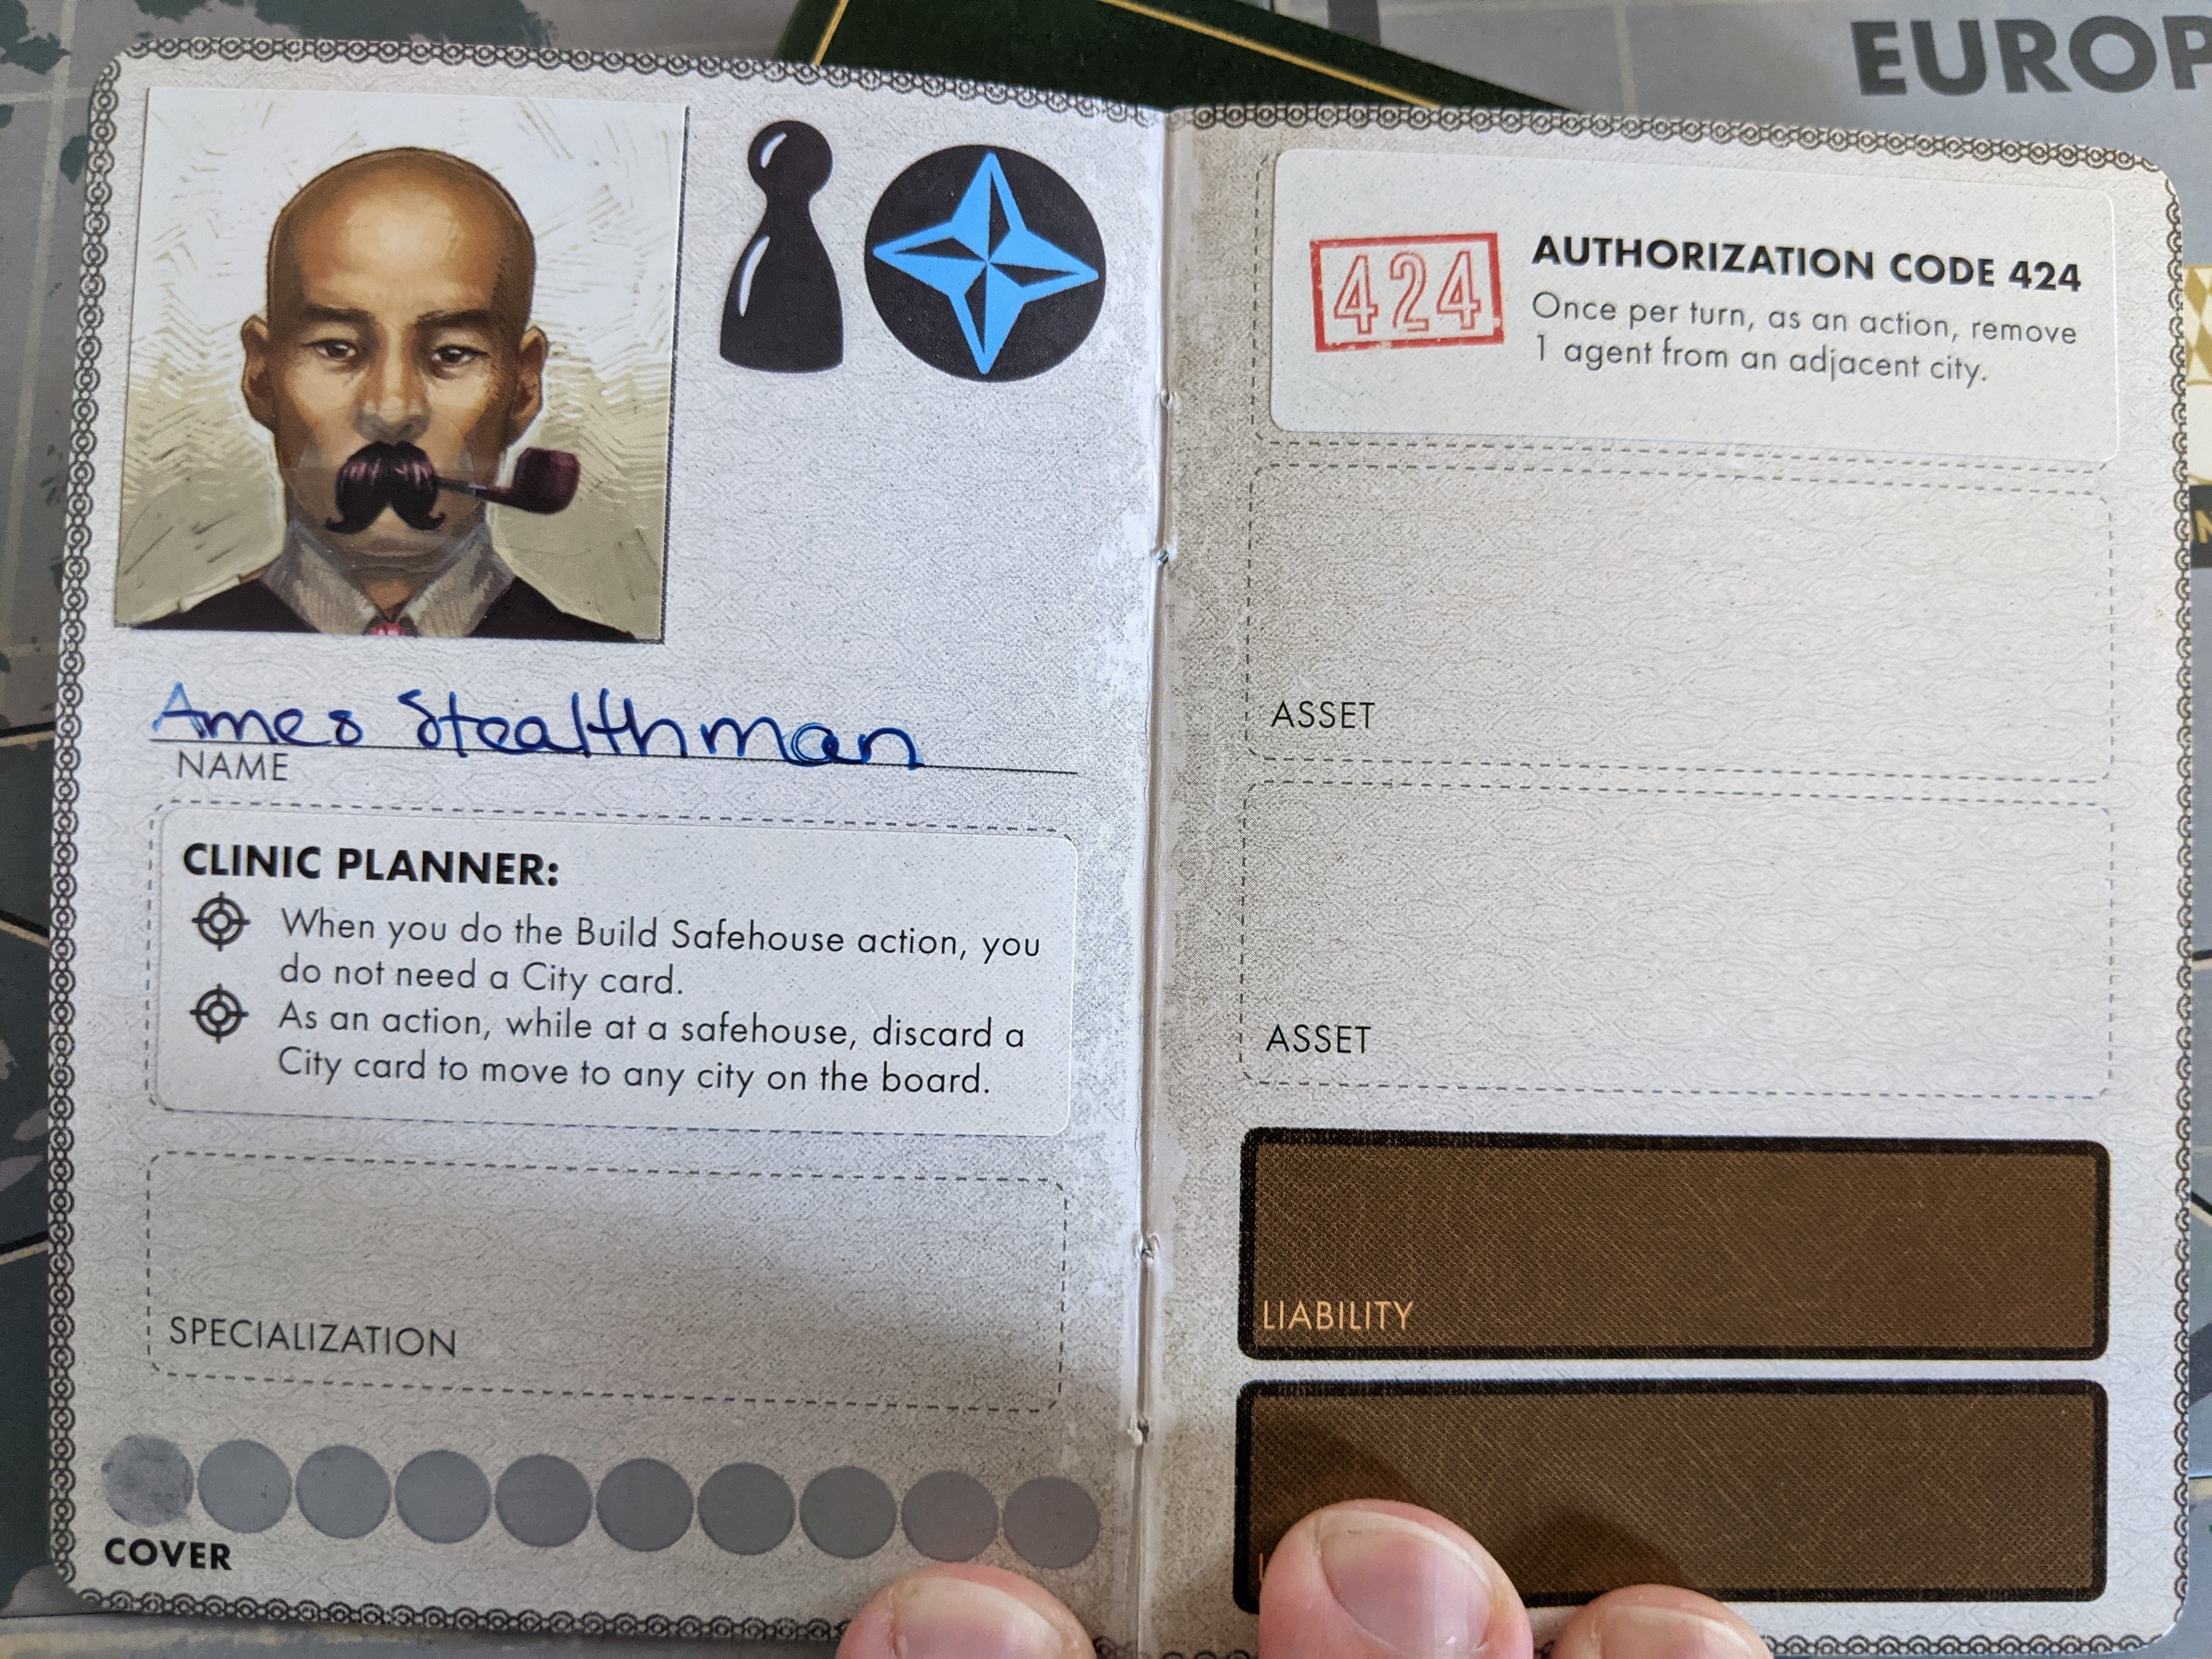 EUROP
Ames Stealthman
NAME
CLINIC PLANNER:
When you do the Build Safehouse action, you
do not need a City card.
As an action, while at a safehouse, discard a
City card to move to any city on the board.
SPECIALIZATION
COVER
424
AUTHORIZATION CODE 424
Once per turn, as an action, remove
1 agent from an adjacent city.
ASSET
ASSET
LIABILITY